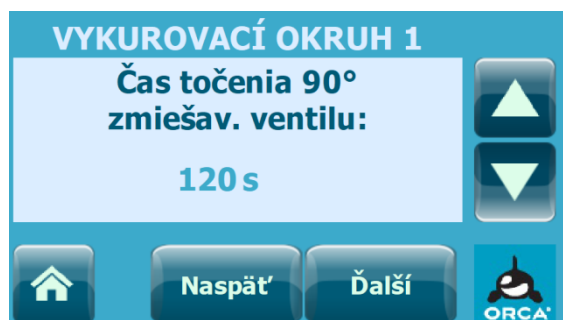 VYKUROVACÍ OKRUH 1
Čas točenia 90°
zmiešav. ventilu:
120 s
Naspäť
Ďalší
ORCA